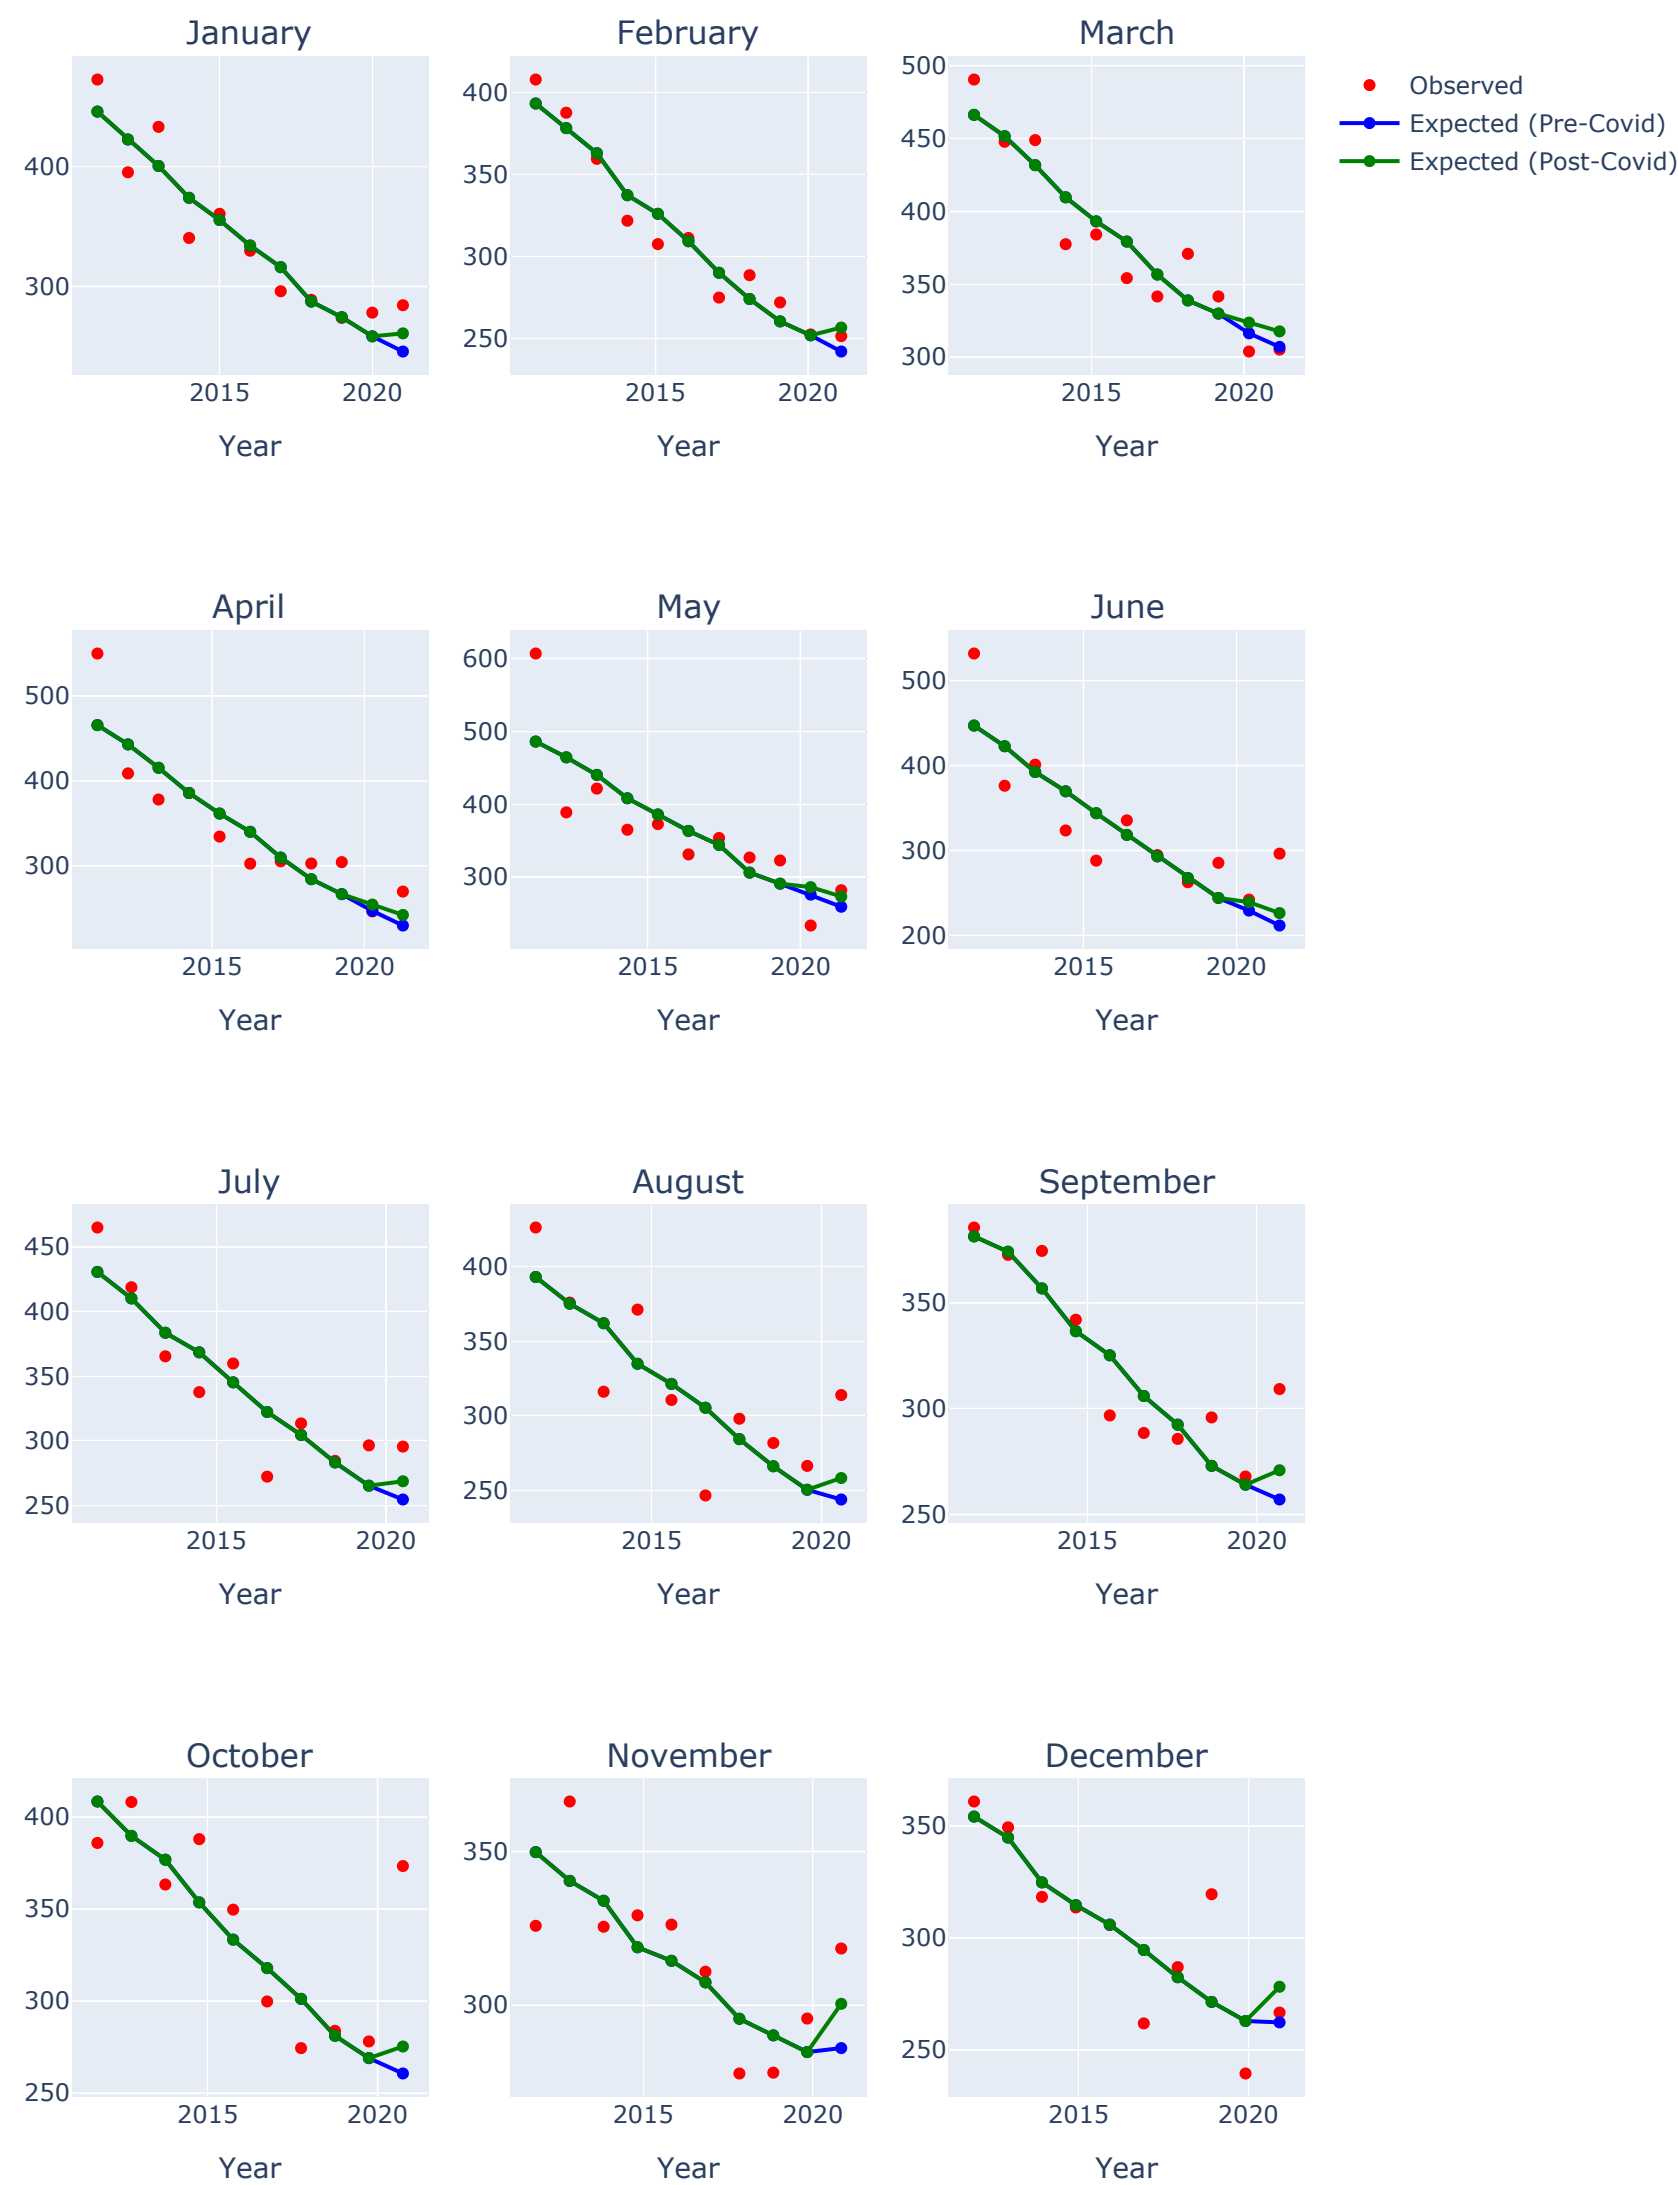 January
February
March
400
300
2015
2020
Year
400
350
300
250
2015
2020
Year
500
450
400
350
300
2015
2020
Year
Observed
Expected (Pre-Covid)
Expected (Post-Covid)
April
May
June
500
400
300
2015
2020
Year
600
500
400
300
2015
2020
Year
500
400
300
200
2015
2020
Year
July
August
September
450
400
350
300
250
2015
2020
Year
400
350
300
250
2015
2020
Year
350
300
250
2015
2020
Year
October
November
December
400
350
300
250
2015
2020
Year
350
300
2015
2020
Year
350
300
250
2015
2020
Year